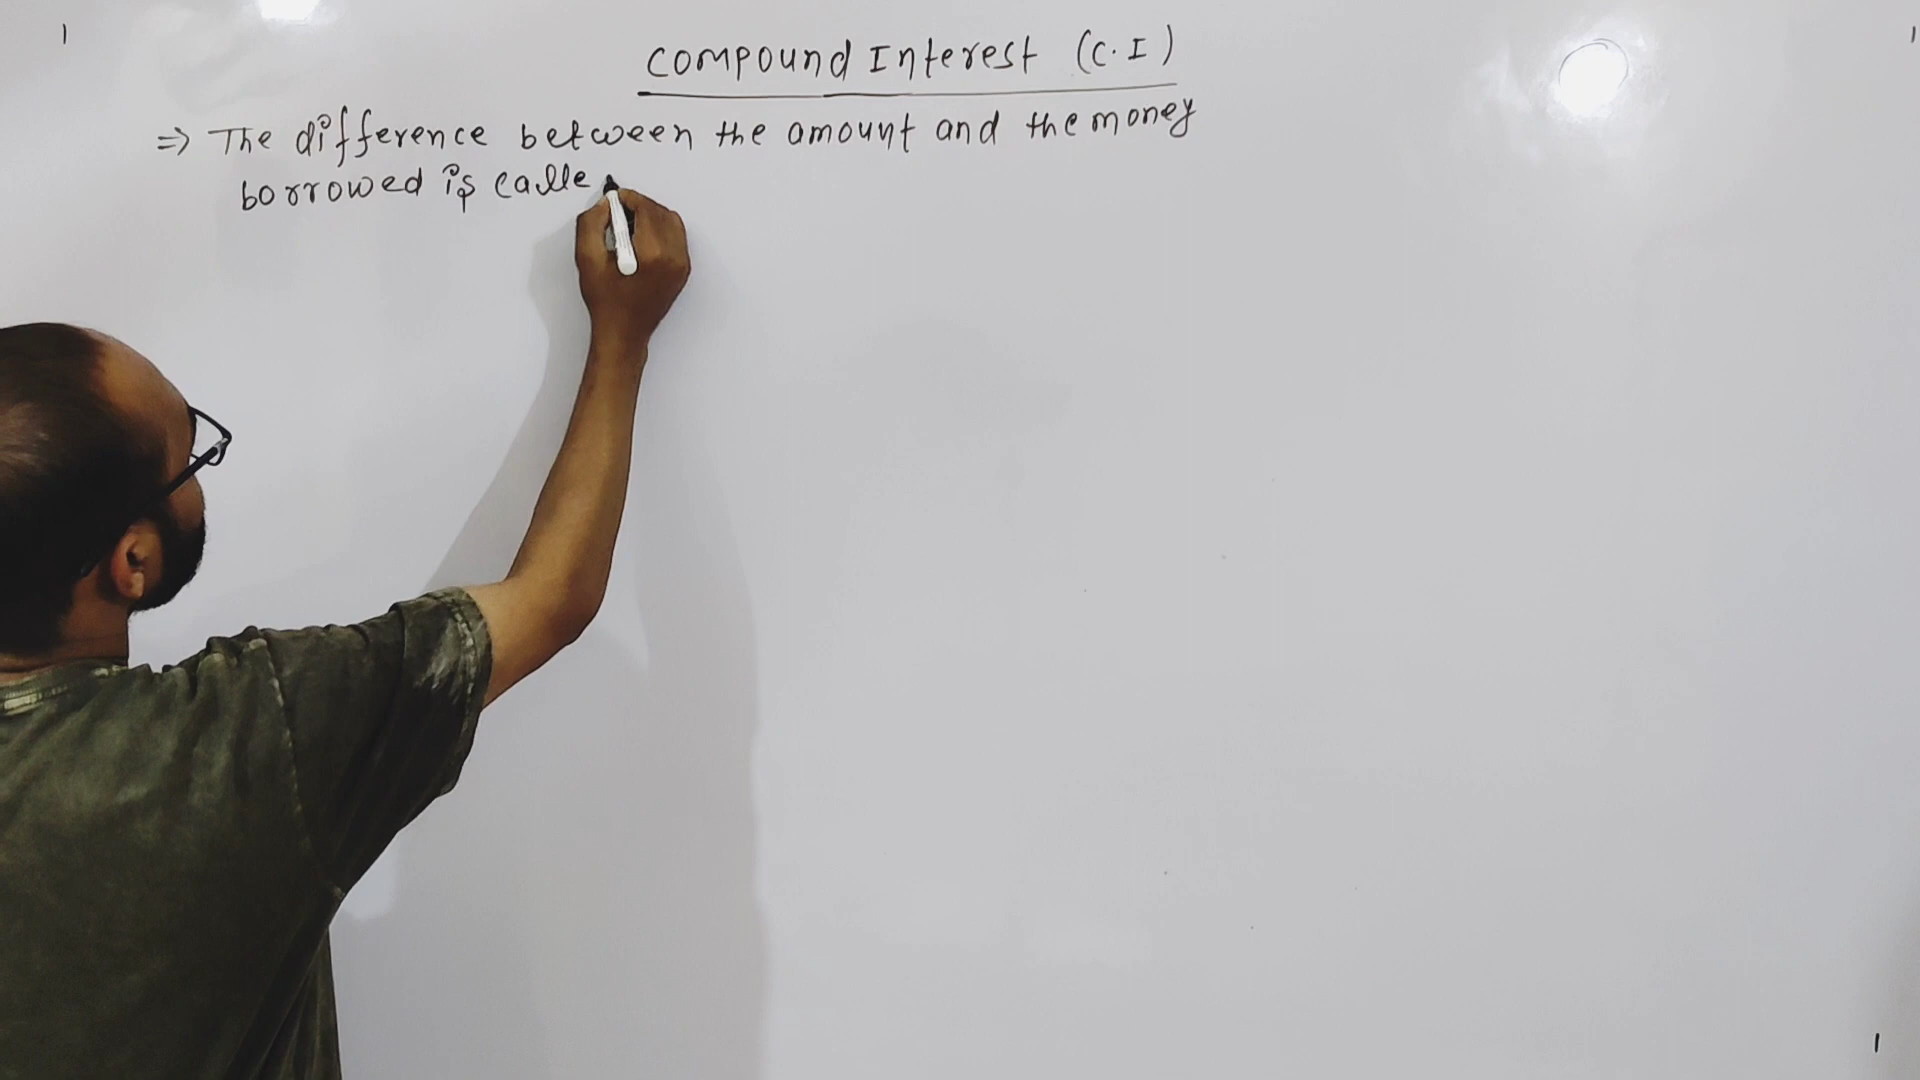 Compound Interest (C.I)
⇒ The difference between the amount and the money
borrowed is calle